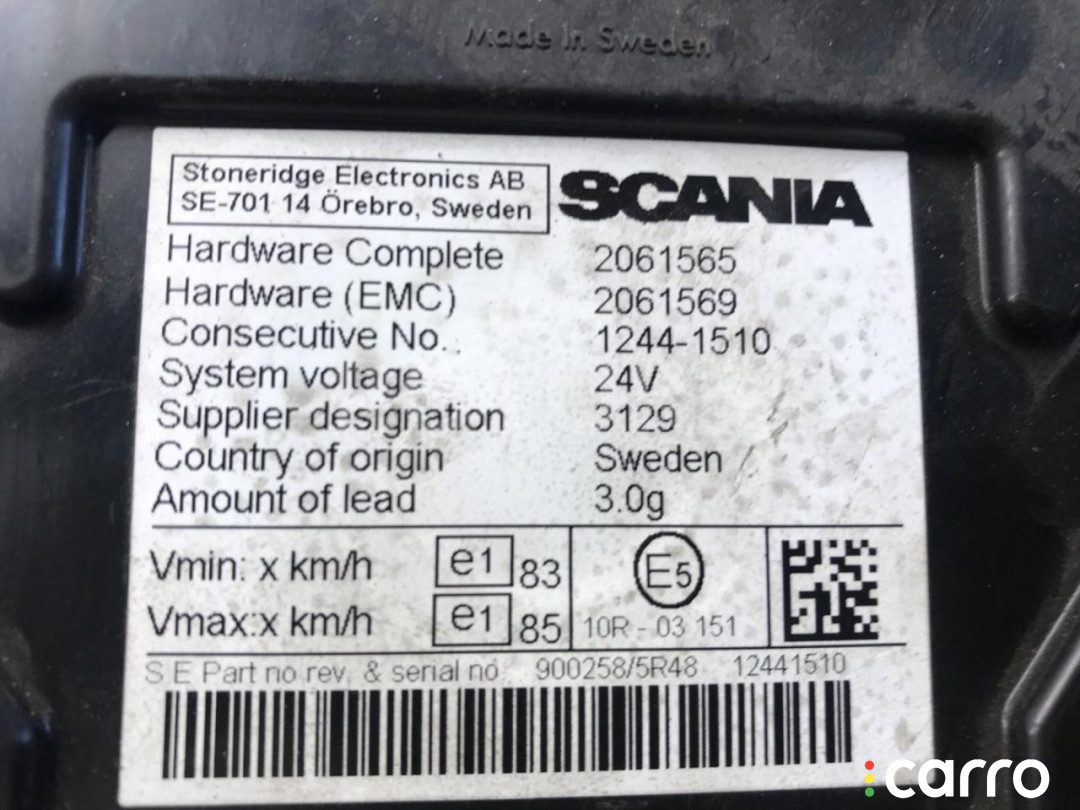 Made In Sweden
Stoneridge Electronics AB
SE-701 14 Örebro, Sweden
SCANIA
Hardware Complete 2061565
Hardware (EMC) 2061569
Consecutive No.. 1244-1510
System voltage 24V
Supplier designation 3129
Country of origin Sweden
Amount of lead 3.0g
Vmin: x km/h e1 83
Vmax:x km/h e1 85
E5
10R - 03 151
S.E Part no rev. & serial no. 900258/5R48 12441510
carro